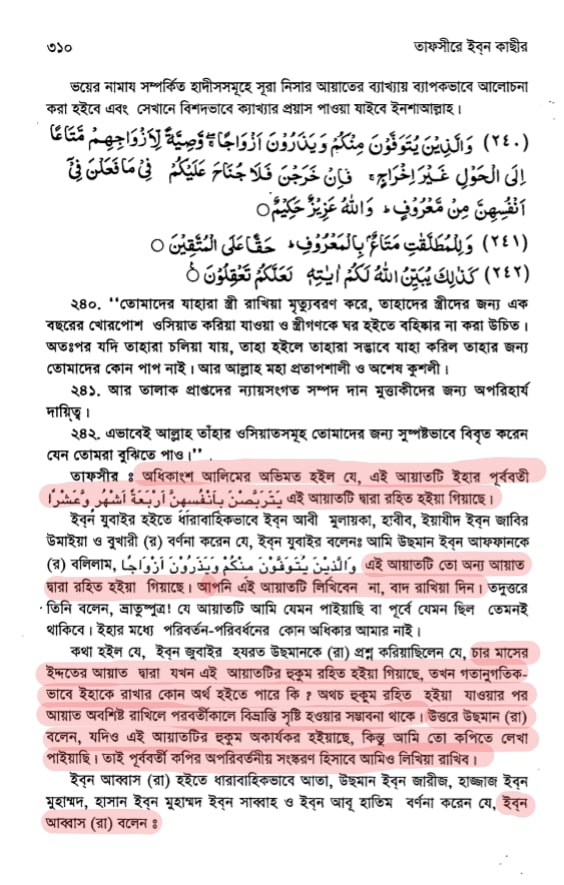 ৩১০ তাফসীরে ইব্‌ন কাছীর
ভয়ের নামায সম্পর্কিত হাদীসসমূহে সূরা নিসার আয়াতের ব্যাখ্যায় ব্যাপকভাবে আলোচনা
করা হইবে এবং সেখানে বিশদভাবে ক্যাখ্যার প্রয়াস পাওয়া যাইবে ইনশাআল্লাহ।
(٢٤٠) وَالَّذِيْنَ يُتَوَفَّوْنَ مِنْكُمْ وَيَذَرُوْنَ اَزْوَاجًا ۖ وَّصِيَّةً لِّاَزْوَاجِهِمْ مَّتَاعًا
اِلَى الْحَوْلِ غَيْرَ اِخْرَاجٍ ۚ فَاِنْ خَرَجْنَ فَلَا جُنَاحَ عَلَيْكُمْ فِيْ مَا فَعَلْنَ فِيْٓ
اَنْفُسِهِنَّ مِنْ مَّعْرُوْفٍ ؕ وَاللّٰهُ عَزِيْزٌ حَكِيْمٌ ○
(٢٤١) وَلِلْمُطَلَّقٰتِ مَتَاعٌۢ بِالْمَعْرُوْفِ ؕ حَقًّا عَلَى الْمُتَّقِيْنَ ○
(٢٤٢) كَذٰلِكَ يُبَيِّنُ اللّٰهُ لَكُمْ اٰيٰتِهٖ لَعَلَّكُمْ تَعْقِلُوْنَ ○
২৪০. ''তোমাদের যাহারা স্ত্রী রাখিয়া মৃত্যুবরণ করে, তাহাদের স্ত্রীদের জন্য এক
বছরের খোরপোশ ওসিয়াত করিয়া যাওয়া ও স্ত্রীগণকে ঘর হইতে বহিষ্কার না করা উচিত।
অতঃপর যদি তাহারা চলিয়া যায়, তাহা হইলে তাহারা সদ্ভাবে যাহা করিল তাহার জন্য
তোমাদের কোন পাপ নাই। আর আল্লাহ মহা প্রতাপশালী ও অশেষ কুশলী।
২৪১. আর তালাক প্রাপ্তদের ন্যায়সংগত সম্পদ দান মুত্তাকীদের জন্য অপরিহার্য
দায়িত্ব।
২৪২. এভাবেই আল্লাহ তাঁহার ওসিয়াতসমূহ তোমাদের জন্য সুস্পষ্টভাবে বিবৃত করেন
যেন তোমরা বুঝিতে পাও।''
তাফসীর ঃ অধিকাংশ আলিমের অভিমত হইল যে, এই আয়াতটি ইহার পূর্ববর্তী
يَتَرَبَّصْنَ بِاَنْفُسِهِنَّ اَرْبَعَةَ اَشْهُرٍ وَّعَشْرًا এই আয়াতটি দ্বারা রহিত হইয়া গিয়াছে।
ইব্‌ন যুবাইর হইতে ধারাবাহিকভাবে ইব্‌ন আবী মুলায়কা, হাবীব, ইয়াযীদ ইব্‌ন জাবির
উমাইয়া ও বুখারী (র) বর্ণনা করেন যে, ইব্‌ন যুবাইর বলেনঃ আমি উছমান ইব্‌ন আফফানকে
(র) বলিলাম, وَالَّذِيْنَ يُتَوَفَّوْنَ مِنْكُمْ وَيَذَرُوْنَ اَزْوَاجًا এই আয়াতটি তো অন্য আয়াত
দ্বারা রহিত হইয়া গিয়াছে। আপনি এই আয়াতটি লিখিবেন না, বাদ রাখিয়া দিন। তদুত্তরে
তিনি বলেন, ভ্রাতুষ্পুত্র! যে আয়াতটি আমি যেমন পাইয়াছি বা পূর্বে যেমন ছিল তেমনই
থাকিবে। ইহার মধ্যে পরিবর্তন-পরিবর্ধনের কোন অধিকার আমার নাই।
কথা হইল যে, ইব্‌ন জুবাইর হযরত উছমানকে (রা) প্রশ্ন করিয়াছিলেন যে, চার মাসের
ইদ্দতের আয়াত দ্বারা যখন এই আয়াতটির হুকুম রহিত হইয়া গিয়াছে, তখন গতানুগতিক-
ভাবে ইহাকে রাখার কোন অর্থ হইতে পারে কি ? অথচ হুকুম রহিত হইয়া যাওয়ার পর
আয়াত অবশিষ্ট রাখিলে পরবর্তীকালে বিভ্রান্তি সৃষ্টি হওয়ার সম্ভাবনা থাকে। উত্তরে উছমান (রা)
বলেন, যদিও এই আয়াতটির হুকুম অকার্যকর হইয়াছে, কিন্তু আমি তো কপিতে লেখা
পাইয়াছি। তাই পূর্ববর্তী কপির অপরিবর্তনীয় সংস্করণ হিসাবে আমিও লিখিয়া রাখিব।
ইব্‌ন আব্বাস (রা) হইতে ধারাবাহিকভাবে আতা, উছমান ইব্‌ন জারীজ, হাজ্জাজ ইব্‌ন
মুহাম্মদ, হাসান ইব্‌ন মুহাম্মদ ইব্‌ন সাব্বাহ ও ইব্‌ন আবূ হাতিম বর্ণনা করেন যে, ইব্‌ন
আব্বাস (রা) বলেন ঃ